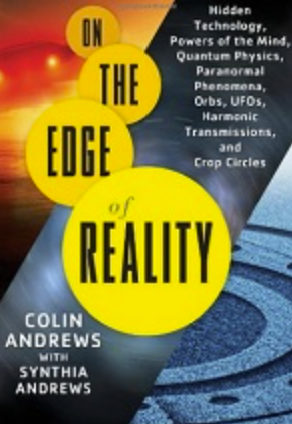 ON
THE
EDGE
of
REALITY
Hidden
Technology,
Powers of the Mind,
Quantum Physics,
Paranormal
Phenomena,
Orbs, UFOs,
Harmonic
Transmissions,
and
Crop Circles
COLIN
ANDREWS
WITH
SYNTHIA
ANDREWS